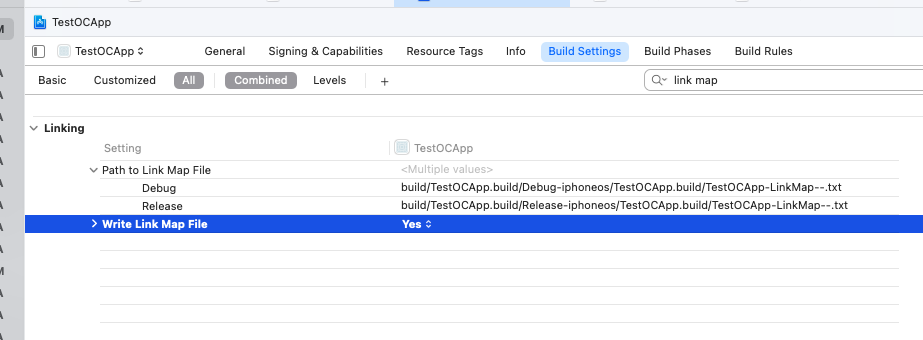 TestOCApp
TestOCApp General Signing & Capabilities Resource Tags Info Build Settings Build Phases Build Rules
Basic Customized All Combined Levels + link map
Linking
Setting TestOCApp
Path to Link Map File <Multiple values>
Debug build/TestOCApp.build/Debug-iphoneos/TestOCApp.build/TestOCApp-LinkMap--.txt
Release build/TestOCApp.build/Release-iphoneos/TestOCApp.build/TestOCApp-LinkMap--.txt
Write Link Map File Yes